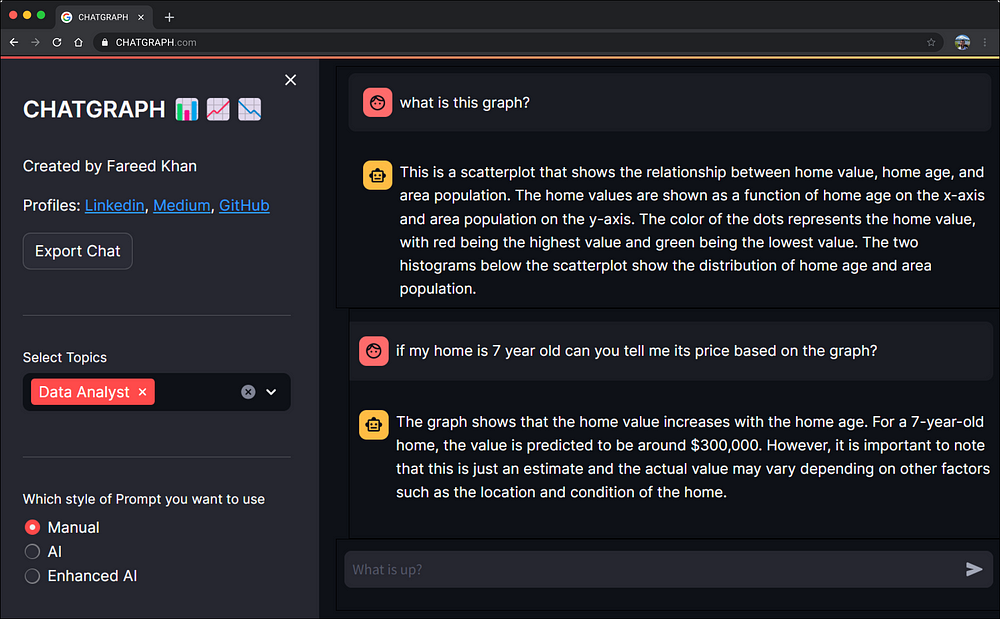 CHATGRAPH
CHATGRAPH.com
CHATGRAPH
Created by Fareed Khan
Profiles: Linkedin, Medium, GitHub
Export Chat
Select Topics
Data Analyst
Which style of Prompt you want to use
Manual
AI
Enhanced AI
what is this graph?
This is a scatterplot that shows the relationship between home value, home age, and
area population. The home values are shown as a function of home age on the x-axis
and area population on the y-axis. The color of the dots represents the home value,
with red being the highest value and green being the lowest value. The two
histograms below the scatterplot show the distribution of home age and area
population.
if my home is 7 year old can you tell me its price based on the graph?
The graph shows that the home value increases with the home age. For a 7-year-old
home, the value is predicted to be around $300,000. However, it is important to note
that this is just an estimate and the actual value may vary depending on other factors
such as the location and condition of the home.
What is up?